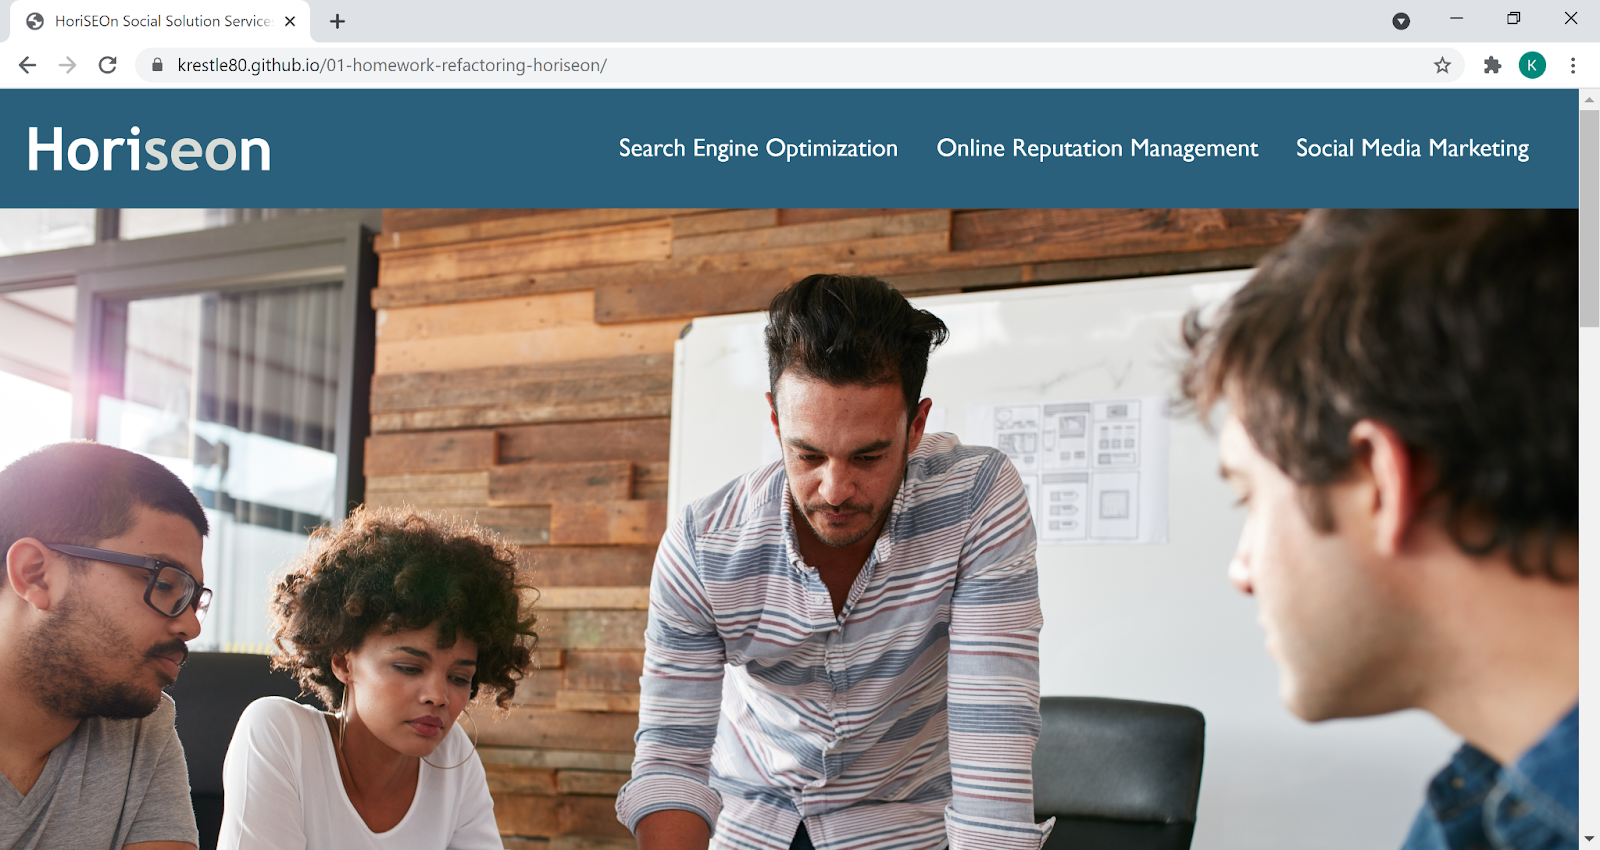 HoriSEOn Social Solution Service
krestle80.github.io/01-homework-refactoring-horiseon/
K
Horiseon
Search Engine Optimization
Online Reputation Management
Social Media Marketing